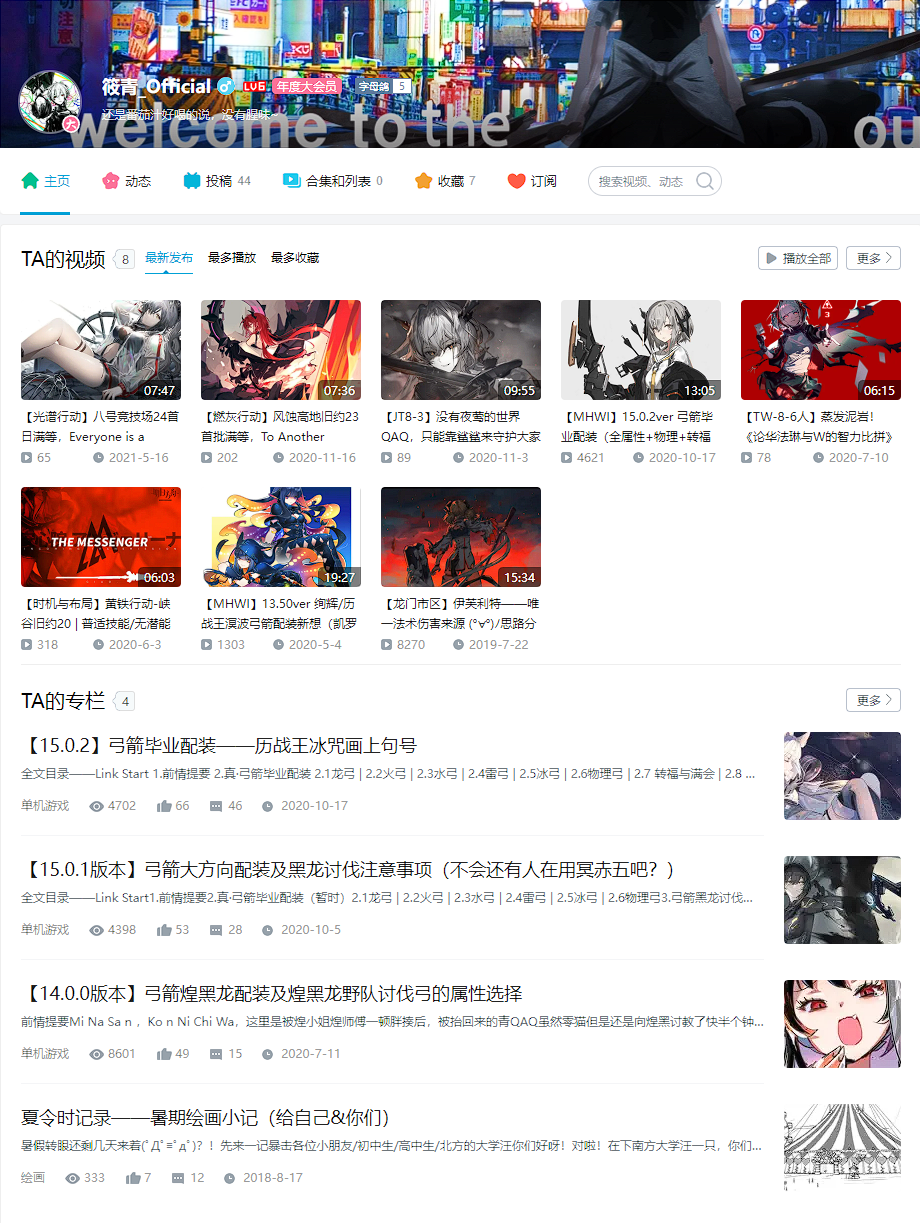 筱青_Official LV6 年度大会员 字母鸽 5
还是番茄汁好喝的说，没有腥味~
welcome to the ou
主页 动态 投稿 44 合集和列表 0 收藏 7 订阅 搜索视频、动态
TA的视频 8 最新发布 最多播放 最多收藏 播放全部 更多
07:47 07:36 09:55 13:05 06:15
【光谱行动】八号竞技场24首
日满等，Everyone is a
65 2021-5-16
【燃灰行动】风蚀高地旧约23
首批满等，To Another
202 2020-11-16
【JT8-3】没有夜莺的世界
QAQ，只能靠鲨鲨来守护大家
89 2020-11-3
【MHWI】15.0.2ver 弓箭毕
业配装（全属性+物理+转福
4621 2020-10-17
【TW-8-6人】蒸发泥岩！
《论华法琳与W的智力比拼》
78 2020-7-10
THE MESSENGER
06:03 19:27 15:34
【时机与布局】黄铁行动-峡
谷旧约20 | 普适技能/无潜能
318 2020-6-3
【MHWI】13.50ver 绚辉/历
战王溟波弓箭配装新想（凯罗
1303 2020-5-4
【龙门市区】伊芙利特——唯
一法术伤害来源 (°∀°)/思路分
8270 2019-7-22
TA的专栏 4 更多
【15.0.2】弓箭毕业配装——历战王冰咒画上句号
全文目录——Link Start 1.前情提要 2.真·弓箭毕业配装 2.1龙弓 | 2.2火弓 | 2.3水弓 | 2.4雷弓 | 2.5冰弓 | 2.6物理弓 | 2.7 转福与满会 | 2.8 ...
单机游戏 4702 66 46 2020-10-17
【15.0.1版本】弓箭大方向配装及黑龙讨伐注意事项（不会还有人在用冥赤五吧？）
全文目录——Link Start1.前情提要2.真·弓箭毕业配装（暂时）2.1龙弓 | 2.2火弓 | 2.3水弓 | 2.4雷弓 | 2.5冰弓 | 2.6物理弓3.弓箭黑龙讨伐...
单机游戏 4398 53 28 2020-10-5
【14.0.0版本】弓箭煌黑龙配装及煌黑龙野队讨伐弓的属性选择
前情提要Mi Na Sa n ，Ko n Ni Chi Wa，这里是被煌小姐煌师傅一顿胖揍后，被抬回来的青QAQ虽然零猫但是还是向煌黑讨教了快半个钟...
单机游戏 8601 49 15 2020-7-11
夏令时记录——暑期绘画小记（给自己&你们）
暑假转眼还剩几天来着(ﾟДﾟ≡ﾟдﾟ)？！先来一记暴击各位小朋友/初中生/高中生/北方的大学汪你们好呀！对啦！在下南方大学汪一只，你们...
绘画 333 7 12 2018-8-17